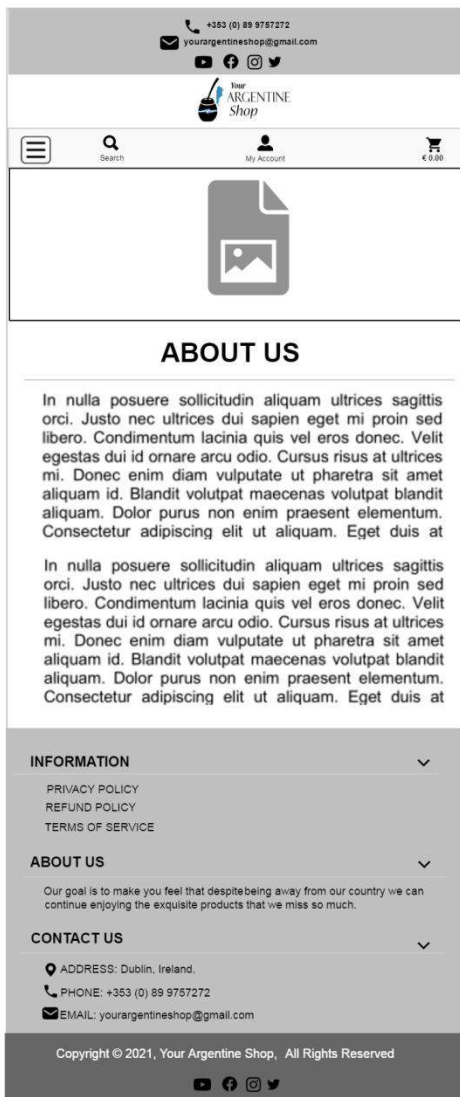 +353 (0) 89 9757272
yourargentineshop@gmail.com
Your
ARGENTINE
Shop
Search
My Account
€ 0.00
ABOUT US
In nulla posuere sollicitudin aliquam ultrices sagittis
orci. Justo nec ultrices dui sapien eget mi proin sed
libero. Condimentum lacinia quis vel eros donec. Velit
egestas dui id ornare arcu odio. Cursus risus at ultrices
mi. Donec enim diam vulputate ut pharetra sit amet
aliquam id. Blandit volutpat maecenas volutpat blandit
aliquam. Dolor purus non enim praesent elementum.
Consectetur adipiscing elit ut aliquam. Eget duis at
In nulla posuere sollicitudin aliquam ultrices sagittis
orci. Justo nec ultrices dui sapien eget mi proin sed
libero. Condimentum lacinia quis vel eros donec. Velit
egestas dui id ornare arcu odio. Cursus risus at ultrices
mi. Donec enim diam vulputate ut pharetra sit amet
aliquam id. Blandit volutpat maecenas volutpat blandit
aliquam. Dolor purus non enim praesent elementum.
Consectetur adipiscing elit ut aliquam. Eget duis at
INFORMATION
PRIVACY POLICY
REFUND POLICY
TERMS OF SERVICE
ABOUT US
Our goal is to make you feel that despitebeing away from our country we can
continue enjoying the exquisite products that we miss so much.
CONTACT US
ADDRESS: Dublin, Ireland.
PHONE: +353 (0) 89 9757272
EMAIL: yourargentineshop@gmail.com
Copyright © 2021, Your Argentine Shop, All Rights Reserved